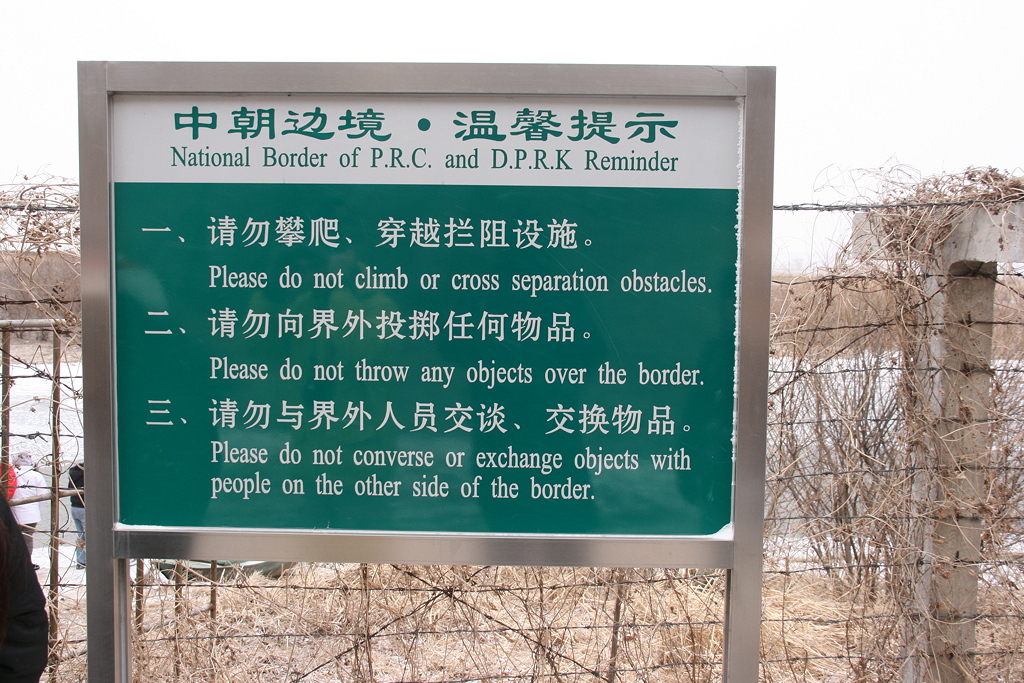 中朝边境·温馨提示
National Border of P.R.C. and D.P.R.K Reminder
一、请勿攀爬、穿越拦阻设施。
Please do not climb or cross separation obstacles.
二、请勿向界外投掷任何物品。
Please do not throw any objects over the border.
三、请勿与界外人员交谈、交换物品。
Please do not converse or exchange objects with
people on the other side of the border.